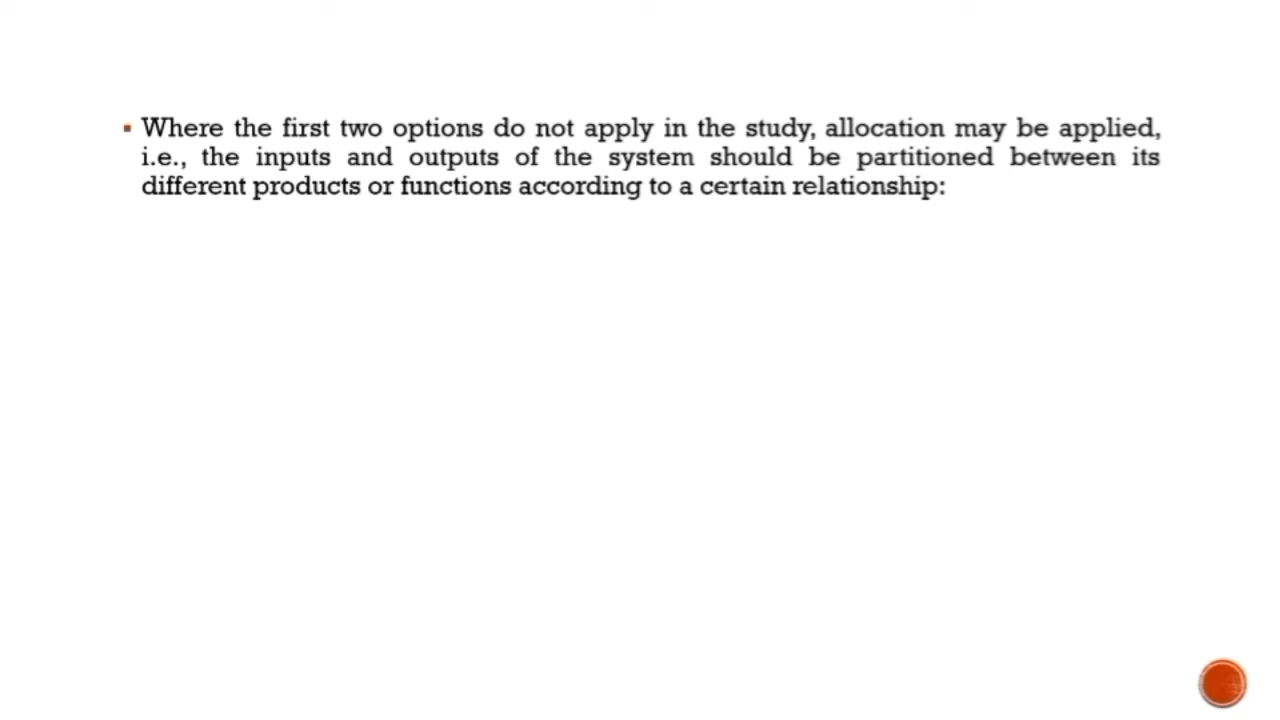 Where the first two options do not apply in the study, allocation may be applied,
i.e., the inputs and outputs of the system should be partitioned between its
different products or functions according to a certain relationship: